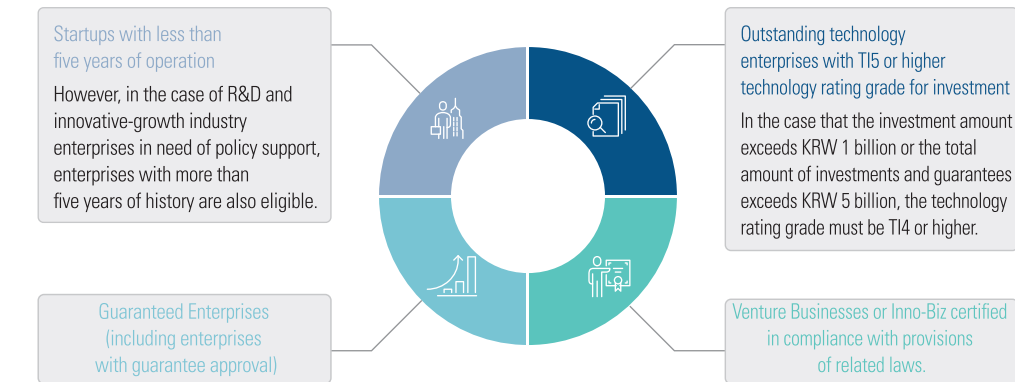 Startups with less than
five years of operation
However, in the case of R&D and
innovative-growth industry
enterprises in need of policy support,
enterprises with more than
five years of history are also eligible.
Outstanding technology
enterprises with TI5 or higher
technology rating grade for investment
In the case that the investment amount
exceeds KRW 1 billion or the total
amount of investments and guarantees
exceeds KRW 5 billion, the technology
rating grade must be TI4 or higher.
Guaranteed Enterprises
(including enterprises
with guarantee approval)
Venture Businesses or Inno-Biz certified
in compliance with provisions
of related laws.